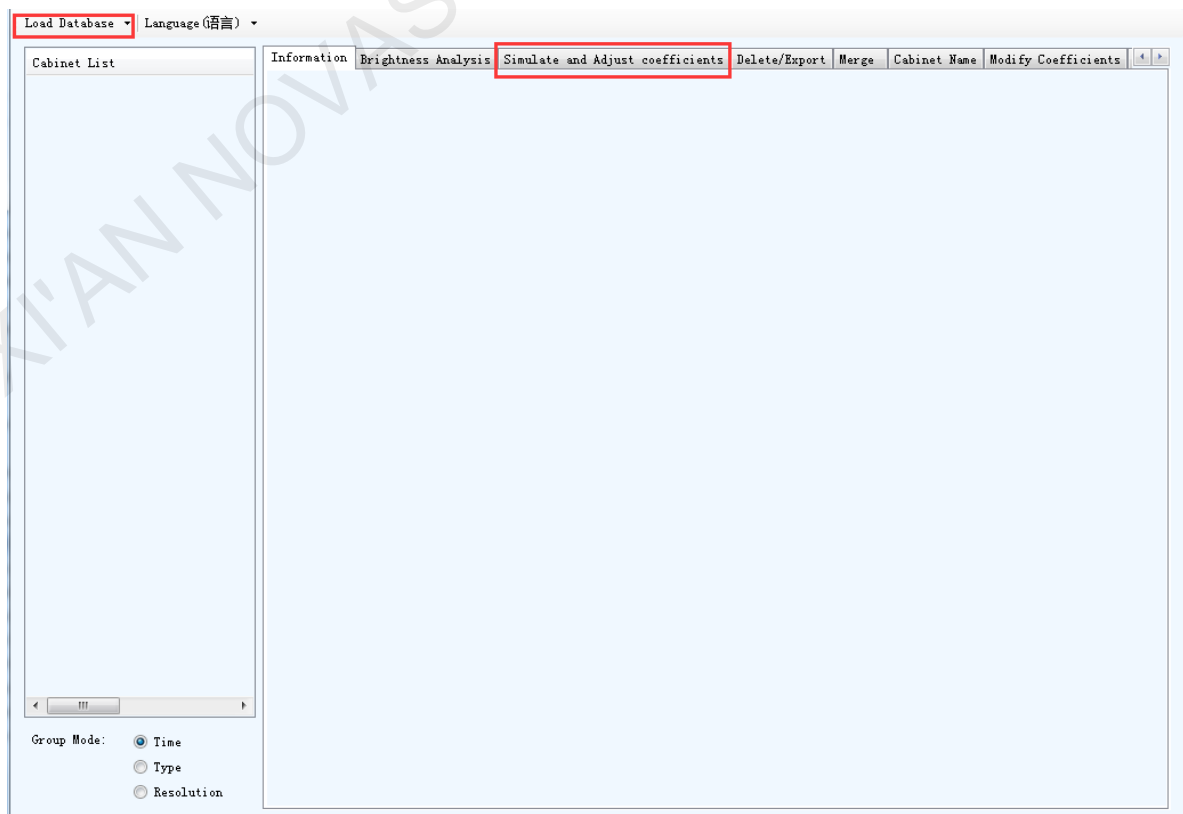 Load Database Language(语言)
Cabinet List
Information Brightness Analysis Simulate and Adjust coefficients Delete/Export Merge Cabinet Name Modify Coefficients
XI'AN NOVAS
Group Mode: Time
Type
Resolution